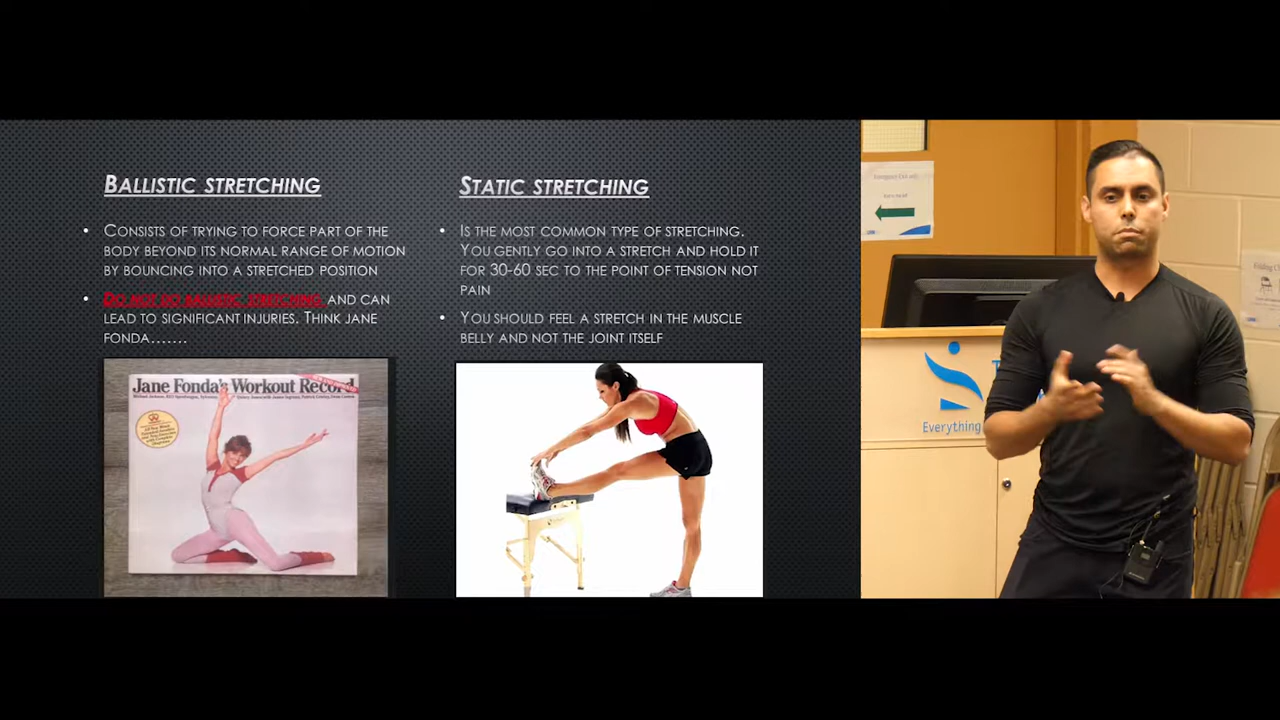 Ballistic stretching
• Consists of trying to force part of the
body beyond its normal range of motion
by bouncing into a stretched position
• Do not do ballistic stretching and can
lead to significant injuries. Think Jane
Fonda.......
Jane Fonda's Workout Record
Static stretching
• Is the most common type of stretching.
You gently go into a stretch and hold it
for 30-60 sec to the point of tension not
pain
• You should feel a stretch in the muscle
belly and not the joint itself
Everything